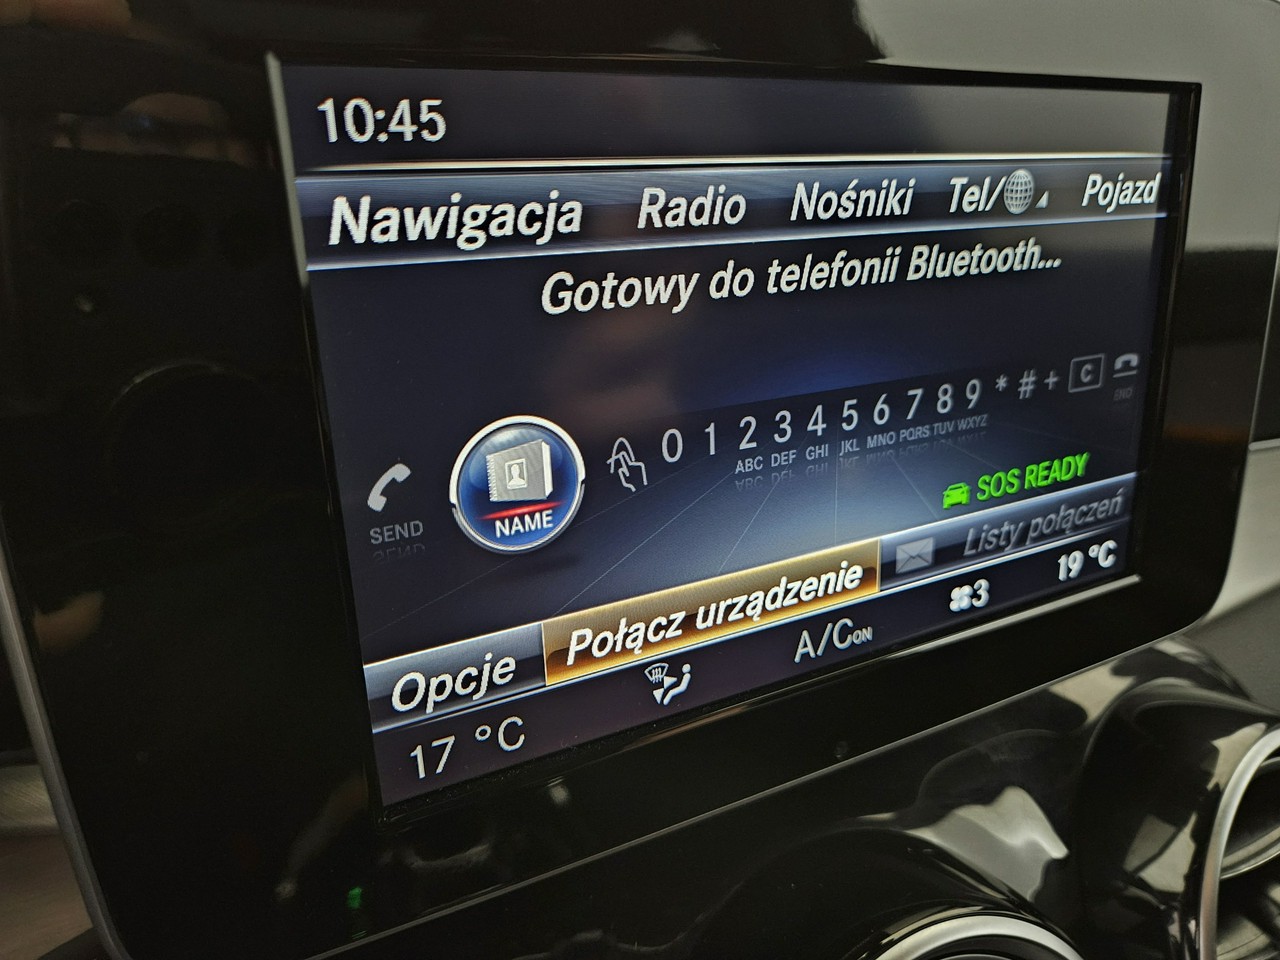 10:45
Nawigacja Radio Nośniki Tel/ Pojazd
Gotowy do telefonii Bluetooth...
SEND NAME 0 1 2 3 4 5 6 7 8 9 * # + C END
ABC DEF GHI JKL MNO PQRS TUV WXYZ
SOS READY
Opcje Połącz urządzenie Listy połączeń
17 °C A/C ON 3 19 °C